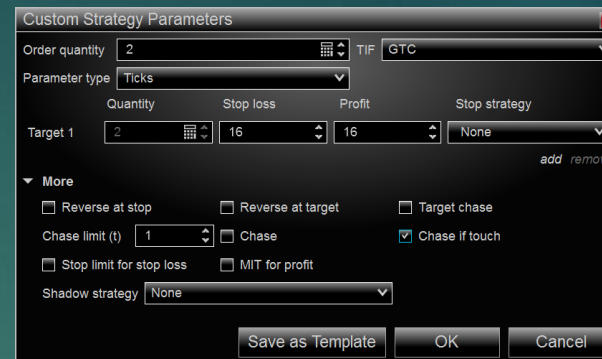 Custom Strategy Parameters
Order quantity 2 TIF GTC
Parameter type Ticks
Quantity Stop loss Profit Stop strategy
Target 1 2 16 16 None
add
More
Reverse at stop Reverse at target Target chase
Chase limit (t) 1 Chase Chase if touch
Stop limit for stop loss MIT for profit
Shadow strategy None
Save as Template OK Cancel